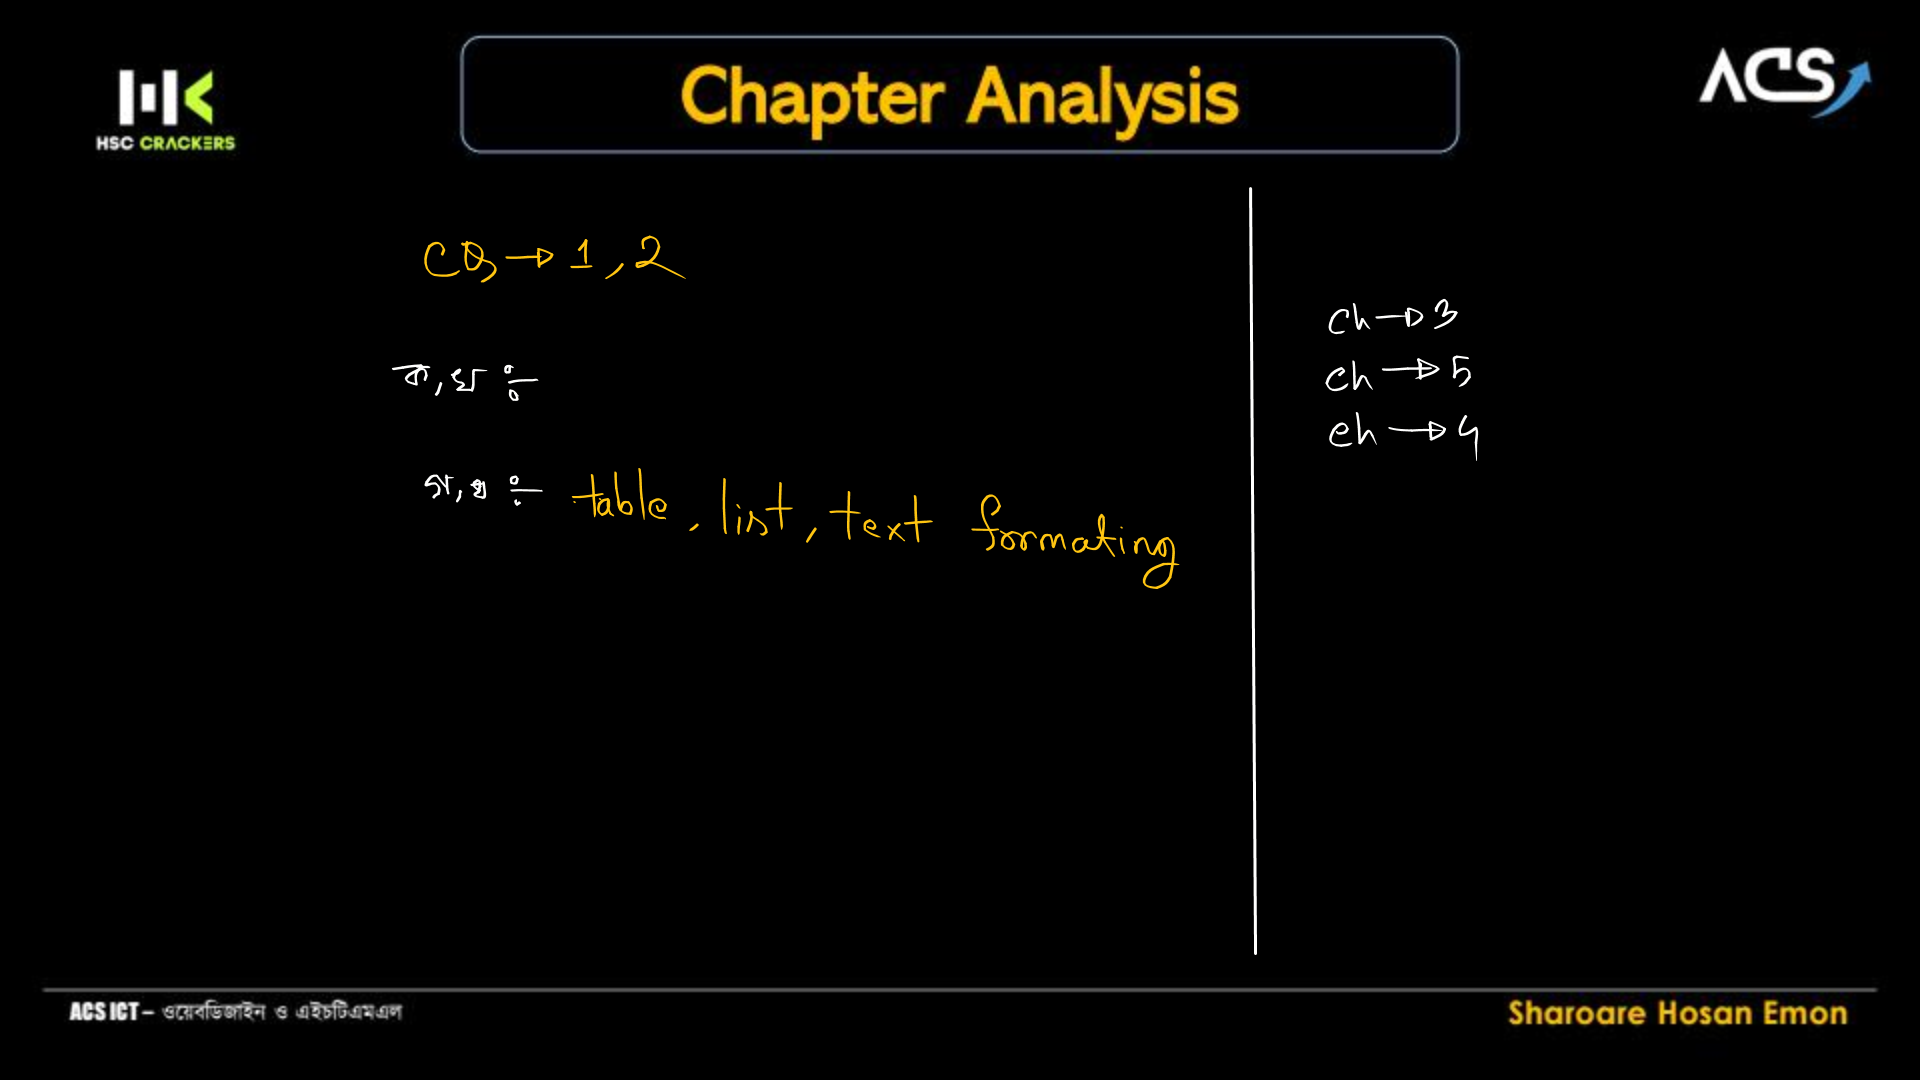 HSC CRACKERS
Chapter Analysis
ACS
CQ → 1, 2
ক, খ ÷
গ, ঘ ÷ table, list, text formating
ch → 3
ch → 5
ch → 4
ACS ICT – ওয়েবডিজাইন ও এইচটিএমএল
Sharoare Hosan Emon